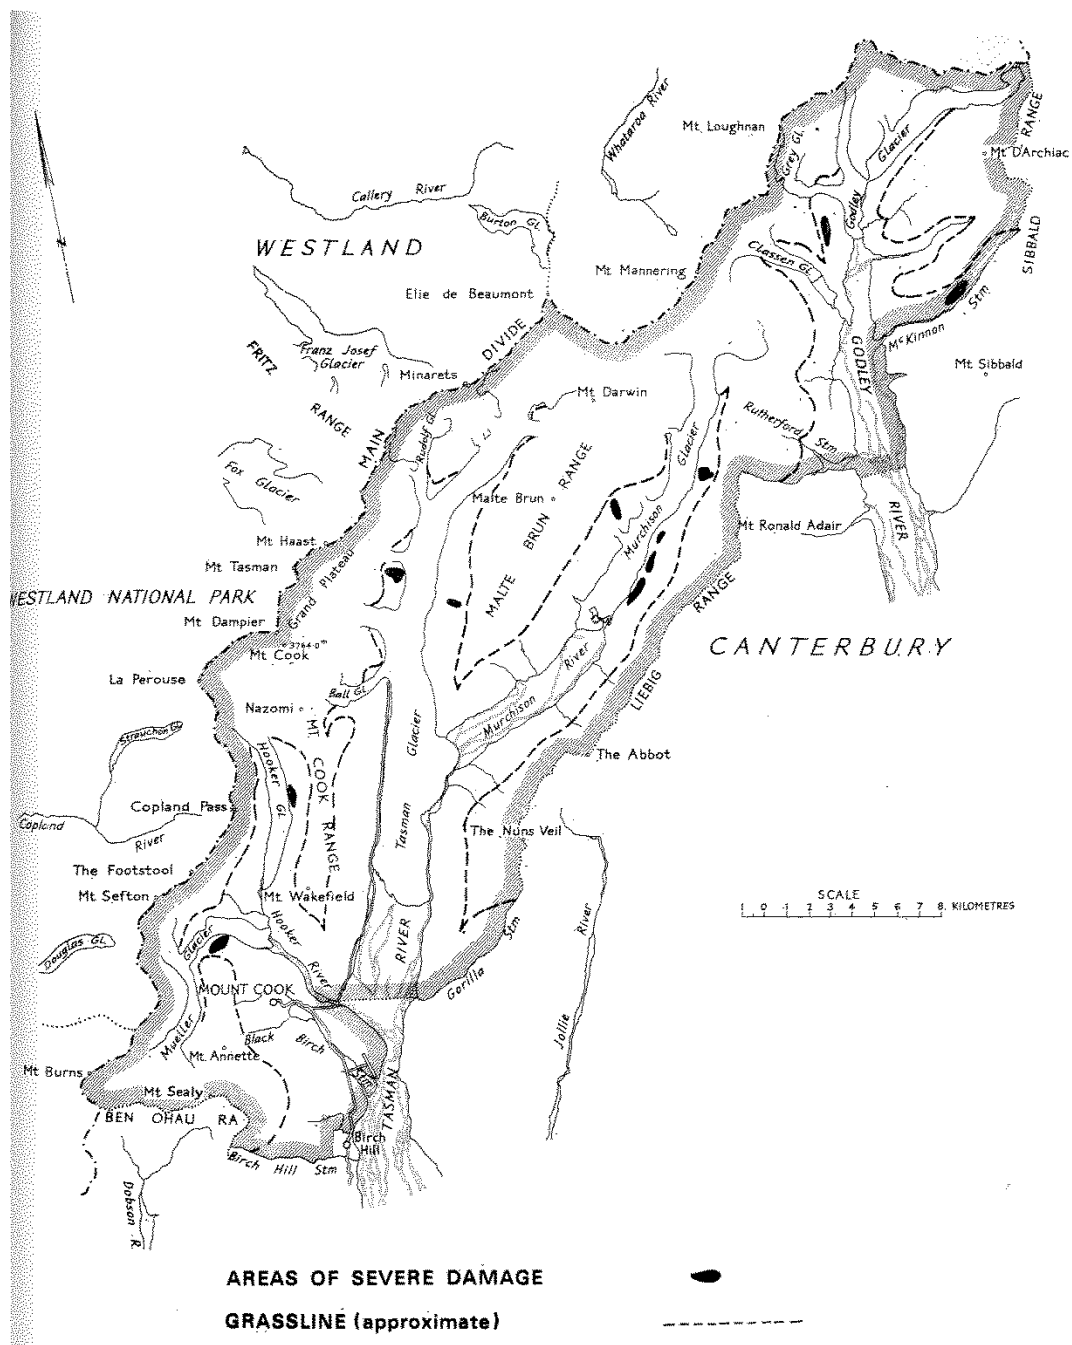 Mt. Loughnan
Whataroa River
Grey Gl.
Glacier
RANGE
Mt D'Archiac
Callery River
Burton Gl.
Godley
SIBBALD
WESTLAND
Classen Gl.
Mt Mannering
Elie de Beaumont
Stm
McKinnon
DIVIDE
FRITZ
Franz Josef
Glacier
GODLEY
Mt Sibbald
Minarets
Mt Darwin
RANGE
MAIN
Rudolf Gl.
Rutherford Stm
Fox Glacier
Glacier
RANGE
Malte Brun
BRUN
MALTE
Murchison
Mt Ronald Adair
RIVER
Mt Haast
Mt Tasman
Grand Plateau
RANGE
WESTLAND NATIONAL PARK
Mt Dampier
3764·0 m
Mt Cook
CANTERBURY
River
La Perouse
Ball Gl.
LIEBIG
Nazomi
MT.
Murchison
Strauchon Gl.
Glacier
Hooker GL
COOK
The Abbot
Copland Pass
RANGE
Copland
River
Tasman
The Nuns Veil
The Footstool
Mt Sefton
Mt Wakefield
SCALE
1 0 1 2 3 4 5 6 7 8 KILOMETRES
Hooker
River
Stm
River
Douglas GL.
Glacier
RIVER
MOUNT COOK
Gorilla
Mueller
Black Birch
Stm
Jollie
Mt. Annette
Mt Burns
TASMAN
Mt Sealy
BEN OHAU RA
Birch
Hill
Birch Hill Stm
Dobson R.
AREAS OF SEVERE DAMAGE
GRASSLINE (approximate)